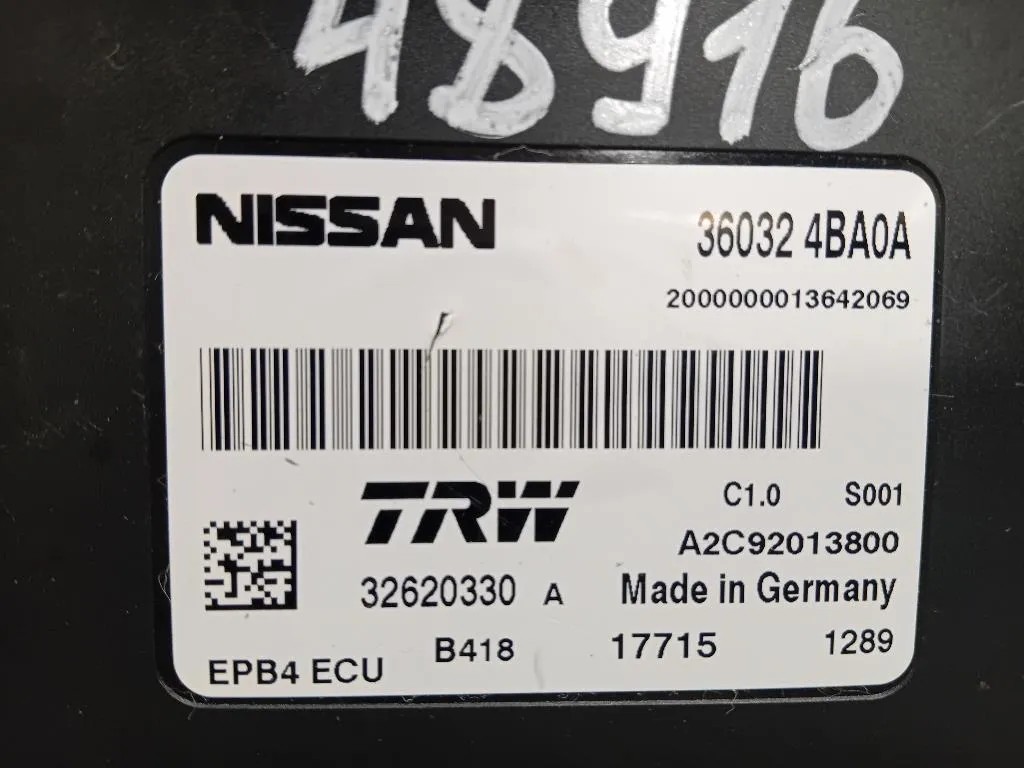 48916
NISSAN
36032 4BA0A
2000000013642069
TRW
C1.0 S001
A2C92013800
32620330 A
Made in Germany
EPB4 ECU
B418
17715
1289